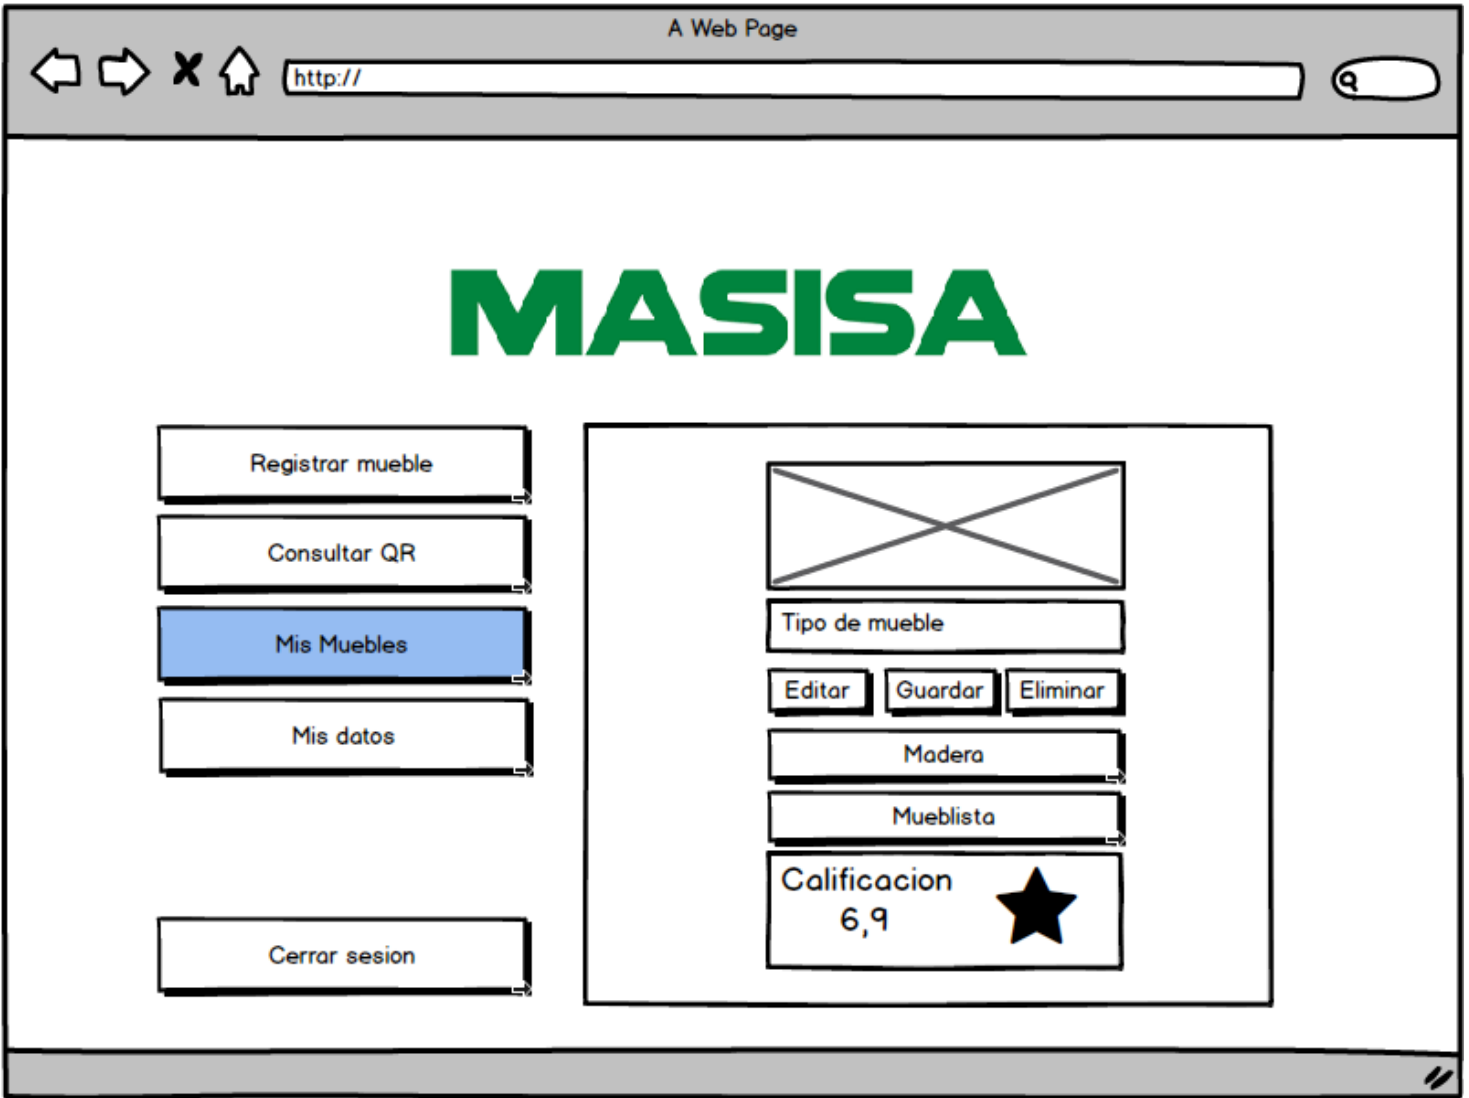 A Web Page
http://
MASISA
Registrar mueble
Consultar QR
Mis Muebles
Mis datos
Cerrar sesion
Tipo de mueble
Editar Guardar Eliminar
Madera
Mueblista
Calificacion
6,9